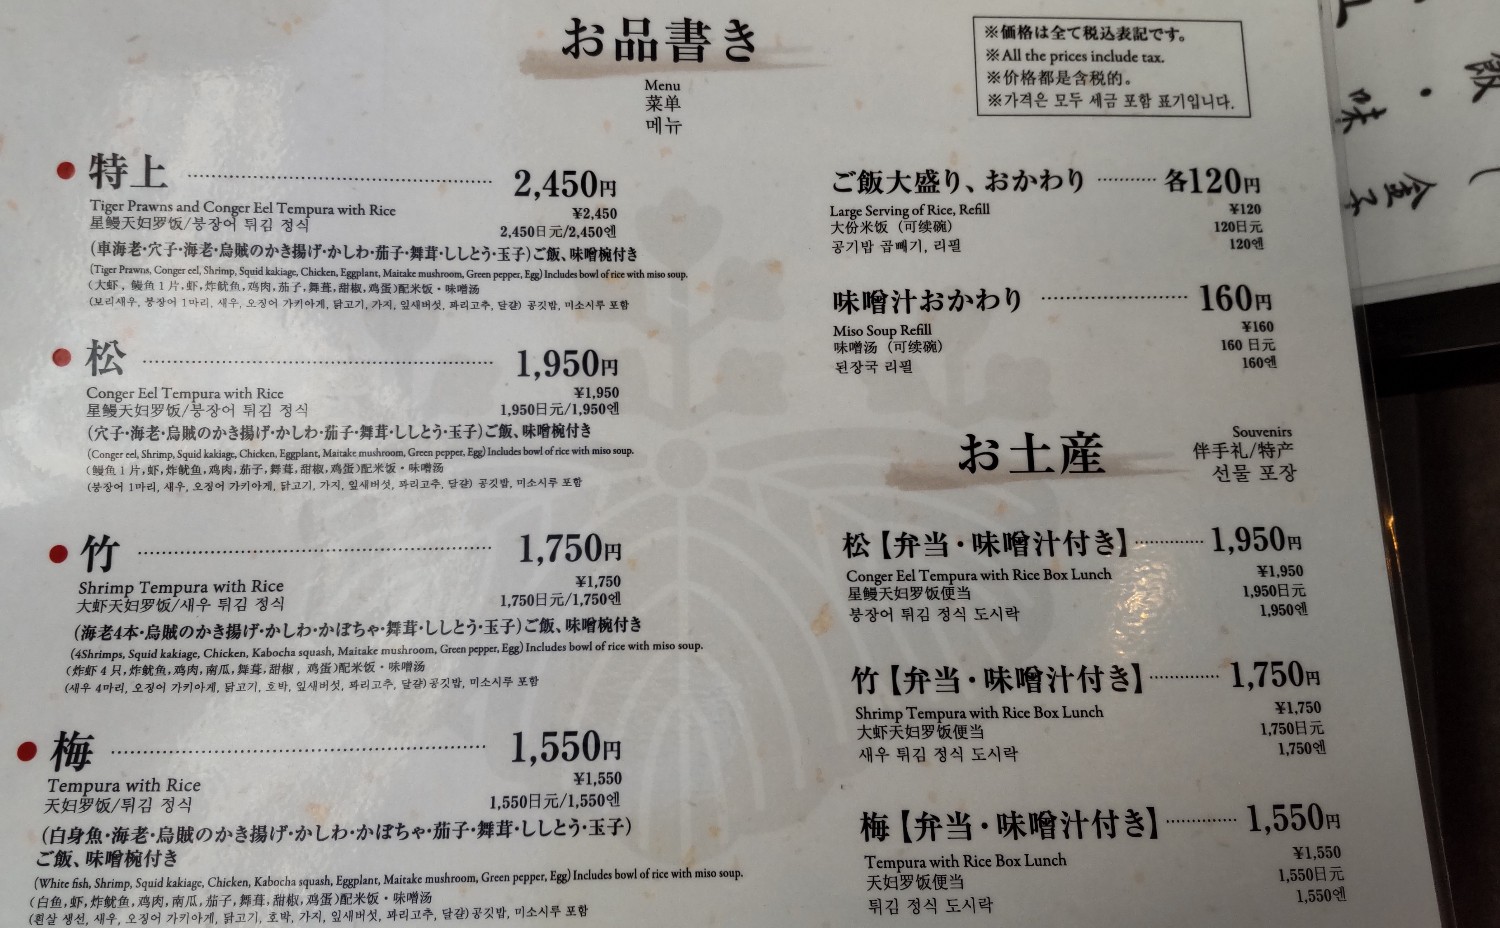 お品書き
Menu
菜单
메뉴
※価格は全て税込表記です。
※All the prices include tax.
※价格都是含税的。
※가격은 모두 세금 포함 표기입니다.
特上 2,450円
Tiger Prawns and Conger Eel Tempura with Rice ¥2,450
星鳗天妇罗饭/붕장어 튀김 정식 2,450日元/2,450엔
(車海老・穴子・海老・烏賊のかき揚げ・かしわ・茄子・舞茸・ししとう・玉子)ご飯、味噌椀付き
(Tiger Prawns, Conger eel, Shrimp, Squid kakiage, Chicken, Eggplant, Maitake mushroom, Green pepper, Egg) Includes bowl of rice with miso soup.
(大虾, 鳗鱼1片,虾,炸鱿鱼,鸡肉,茄子,舞茸,甜椒,鸡蛋)配米饭・味噌汤
(보리새우, 붕장어 1마리, 새우, 오징어 가키아게, 닭고기, 가지, 잎새버섯, 꽈리고추, 달걀) 공깃밥, 미소시루 포함
松 1,950円
Conger Eel Tempura with Rice ¥1,950
星鳗天妇罗饭/붕장어 튀김 정식 1,950日元/1,950엔
(穴子・海老・烏賊のかき揚げ・かしわ・茄子・舞茸・ししとう・玉子)ご飯、味噌椀付き
(Conger eel, Shrimp, Squid kakiage, Chicken, Eggplant, Maitake mushroom, Green pepper, Egg) Includes bowl of rice with miso soup.
(鳗鱼1片,虾,炸鱿鱼,鸡肉,茄子,舞茸,甜椒,鸡蛋)配米饭・味噌汤
(붕장어 1마리, 새우, 오징어 가키아게, 닭고기, 가지, 잎새버섯, 꽈리고추, 달걀) 공깃밥, 미소시루 포함
竹 1,750円
Shrimp Tempura with Rice ¥1,750
大虾天妇罗饭/새우 튀김 정식 1,750日元/1,750엔
(海老4本・烏賊のかき揚げ・かしわ・かぼちゃ・舞茸・ししとう・玉子)ご飯、味噌椀付き
(4Shrimps, Squid kakiage, Chicken, Kabocha squash, Maitake mushroom, Green pepper, Egg) Includes bowl of rice with miso soup.
(炸虾4只,炸鱿鱼,鸡肉,南瓜,舞茸,甜椒, 鸡蛋)配米饭・味噌汤
(새우 4마리, 오징어 가키아게, 닭고기, 호박, 잎새버섯, 꽈리고추, 달걀)공깃밥, 미소시루 포함
梅 1,550円
Tempura with Rice ¥1,550
天妇罗饭/튀김 정식 1,550日元/1,550엔
(白身魚・海老・烏賊のかき揚げ・かしわ・かぼちゃ・茄子・舞茸・ししとう・玉子)
ご飯、味噌椀付き
(White fish, Shrimp, Squid kakiage, Chicken, Kabocha squash, Eggplant, Maitake mushroom, Green pepper, Egg) Includes bowl of rice with miso soup.
(白鱼,虾,炸鱿鱼,鸡肉,南瓜,茄子,舞茸,甜椒,鸡蛋)配米饭・味噌汤
(흰살 생선, 새우, 오징어 가키아게, 닭고기, 호박, 가지, 잎새버섯, 꽈리고추, 달걀)공깃밥, 미소시루 포함
ご飯大盛り、おかわり 各120円
Large Serving of Rice, Refill ¥120
大份米饭(可续碗) 120日元
공기밥 곱빼기, 리필 120엔
味噌汁おかわり 160円
Miso Soup Refill ¥160
味噌汤(可续碗) 160 日元
된장국 리필 160엔
お土産
Souvenirs
伴手礼/特产
선물 포장
松【弁当・味噌汁付き】 1,950円
Conger Eel Tempura with Rice Box Lunch ¥1,950
星鳗天妇罗饭便当 1,950日元
붕장어 튀김 정식 도시락 1,950엔
竹【弁当・味噌汁付き】 1,750円
Shrimp Tempura with Rice Box Lunch ¥1,750
大虾天妇罗饭便当 1,750日元
새우 튀김 정식 도시락 1,750엔
梅【弁当・味噌汁付き】 1,550円
Tempura with Rice Box Lunch ¥1,550
天妇罗饭便当 1,550日元
튀김 정식 도시락 1,550엔
飯
・味